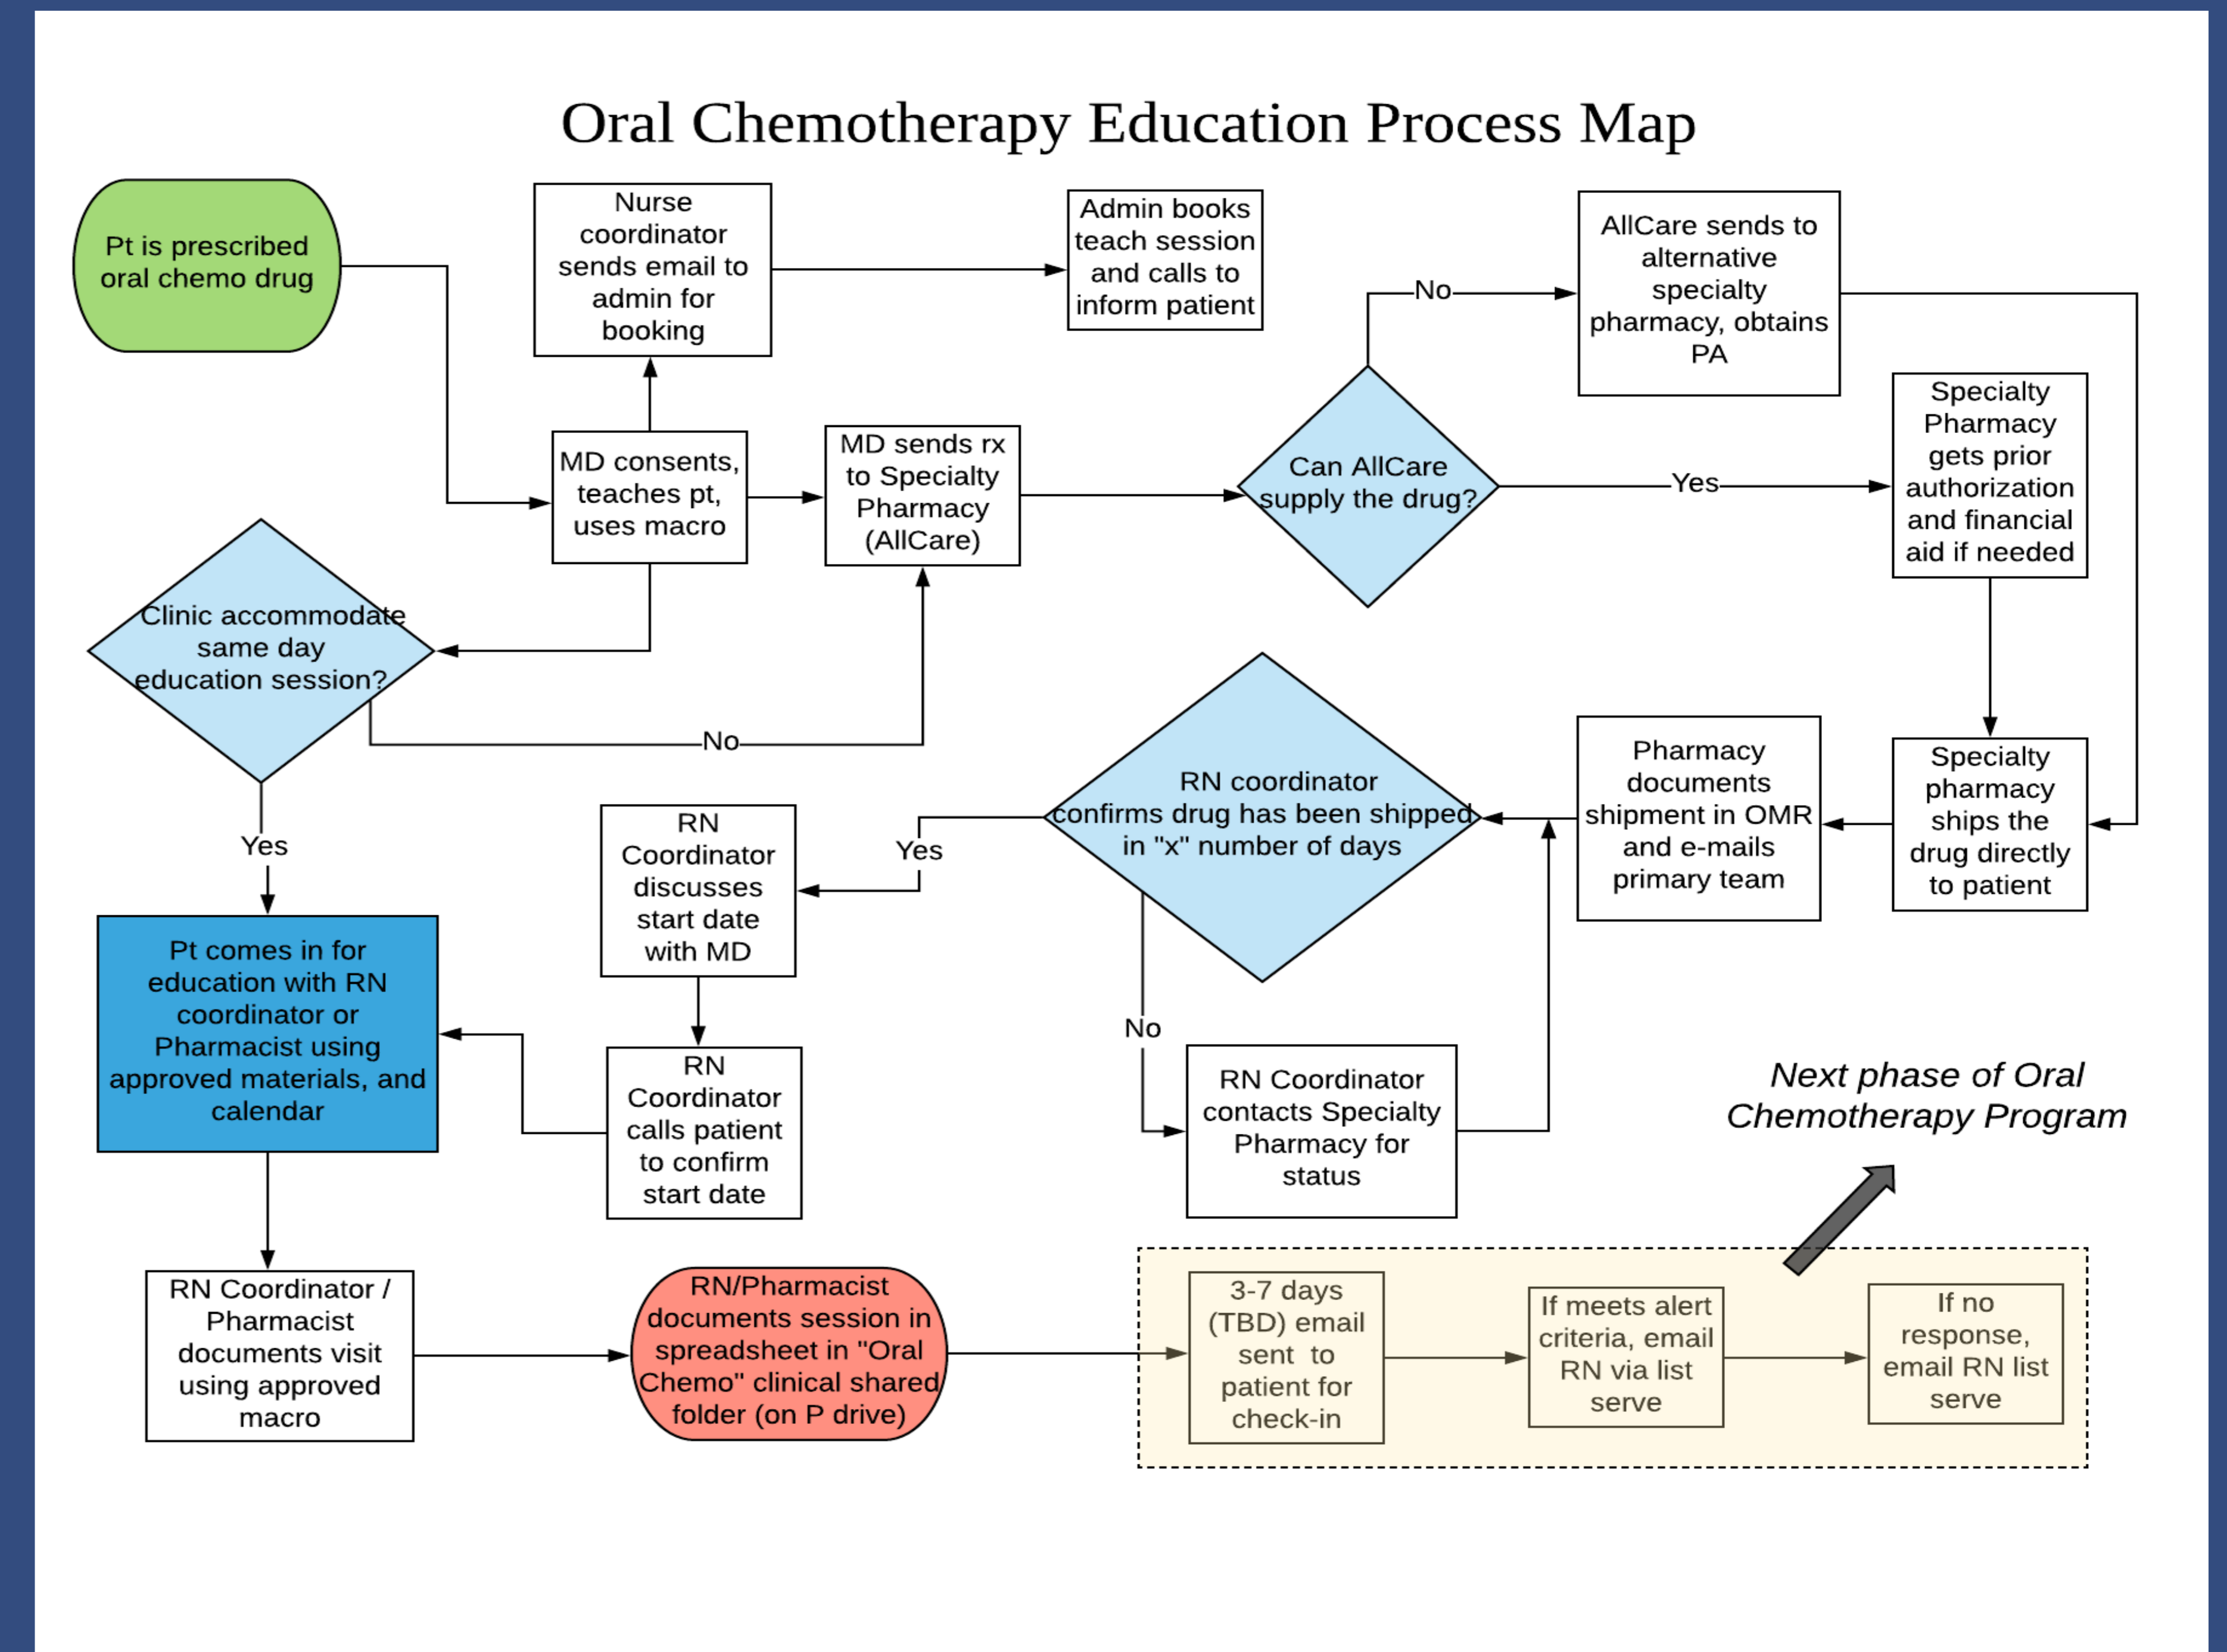 Oral Chemotherapy Education Process Map
Pt is prescribed
oral chemo drug
Nurse
coordinator
sends email to
admin for
booking
Admin books
teach session
and calls to
inform patient
AllCare sends to
alternative
specialty
pharmacy, obtains
PA
No
MD consents,
teaches pt,
uses macro
MD sends rx
to Specialty
Pharmacy
(AllCare)
Can AllCare
supply the drug?
Yes
Specialty
Pharmacy
gets prior
authorization
and financial
aid if needed
Clinic accommodate
same day
education session?
No
Yes
RN
Coordinator
discusses
start date
with MD
Yes
RN coordinator
confirms drug has been shipped
in "x" number of days
Pharmacy
documents
shipment in OMR
and e-mails
primary team
Specialty
pharmacy
ships the
drug directly
to patient
Pt comes in for
education with RN
coordinator or
Pharmacist using
approved materials, and
calendar
RN
Coordinator
calls patient
to confirm
start date
No
RN Coordinator
contacts Specialty
Pharmacy for
status
Next phase of Oral
Chemotherapy Program
RN Coordinator /
Pharmacist
documents visit
using approved
macro
RN/Pharmacist
documents session in
spreadsheet in "Oral
Chemo" clinical shared
folder (on P drive)
3-7 days
(TBD) email
sent to
patient for
check-in
If meets alert
criteria, email
RN via list
serve
If no
response,
email RN list
serve